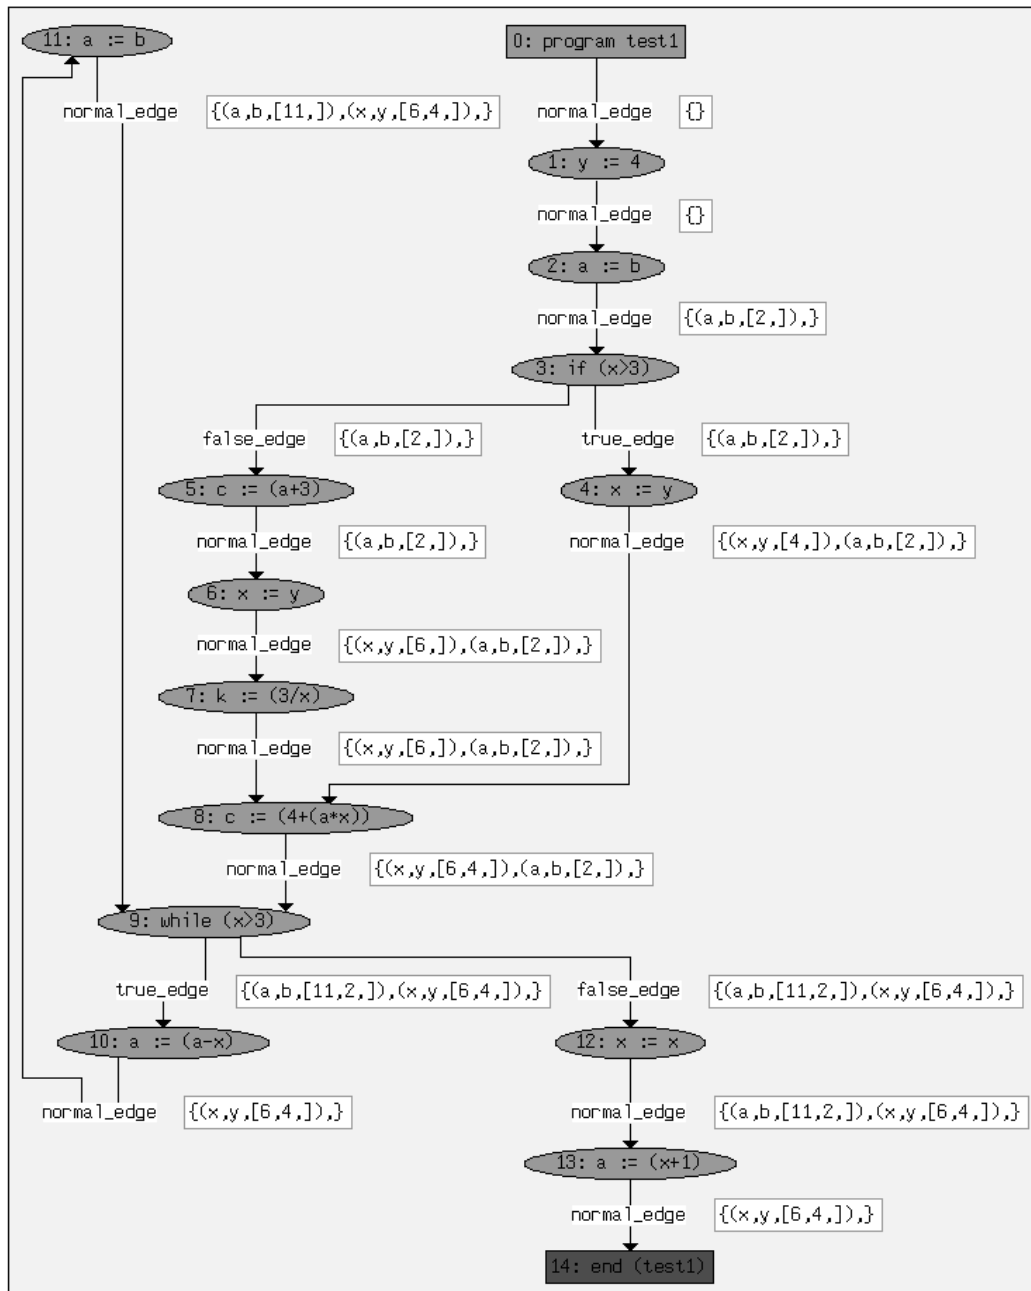 11: a := b
0: program test1
normal_edge {(a,b,[11,]),(x,y,[6,4,]),}
normal_edge {}
1: y := 4
normal_edge {}
2: a := b
normal_edge {(a,b,[2,]),}
3: if (x>3)
false_edge {(a,b,[2,]),}
true_edge {(a,b,[2,]),}
5: c := (a+3)
4: x := y
normal_edge {(a,b,[2,]),}
normal_edge {(x,y,[4,]),(a,b,[2,]),}
6: x := y
normal_edge {(x,y,[6,]),(a,b,[2,]),}
7: k := (3/x)
normal_edge {(x,y,[6,]),(a,b,[2,]),}
8: c := (4+(a*x))
normal_edge {(x,y,[6,4,]),(a,b,[2,]),}
9: while (x>3)
true_edge {(a,b,[11,2,]),(x,y,[6,4,]),}
false_edge {(a,b,[11,2,]),(x,y,[6,4,]),}
10: a := (a-x)
12: x := x
normal_edge {(x,y,[6,4,]),}
normal_edge {(a,b,[11,2,]),(x,y,[6,4,]),}
13: a := (x+1)
normal_edge {(x,y,[6,4,]),}
14: end (test1)